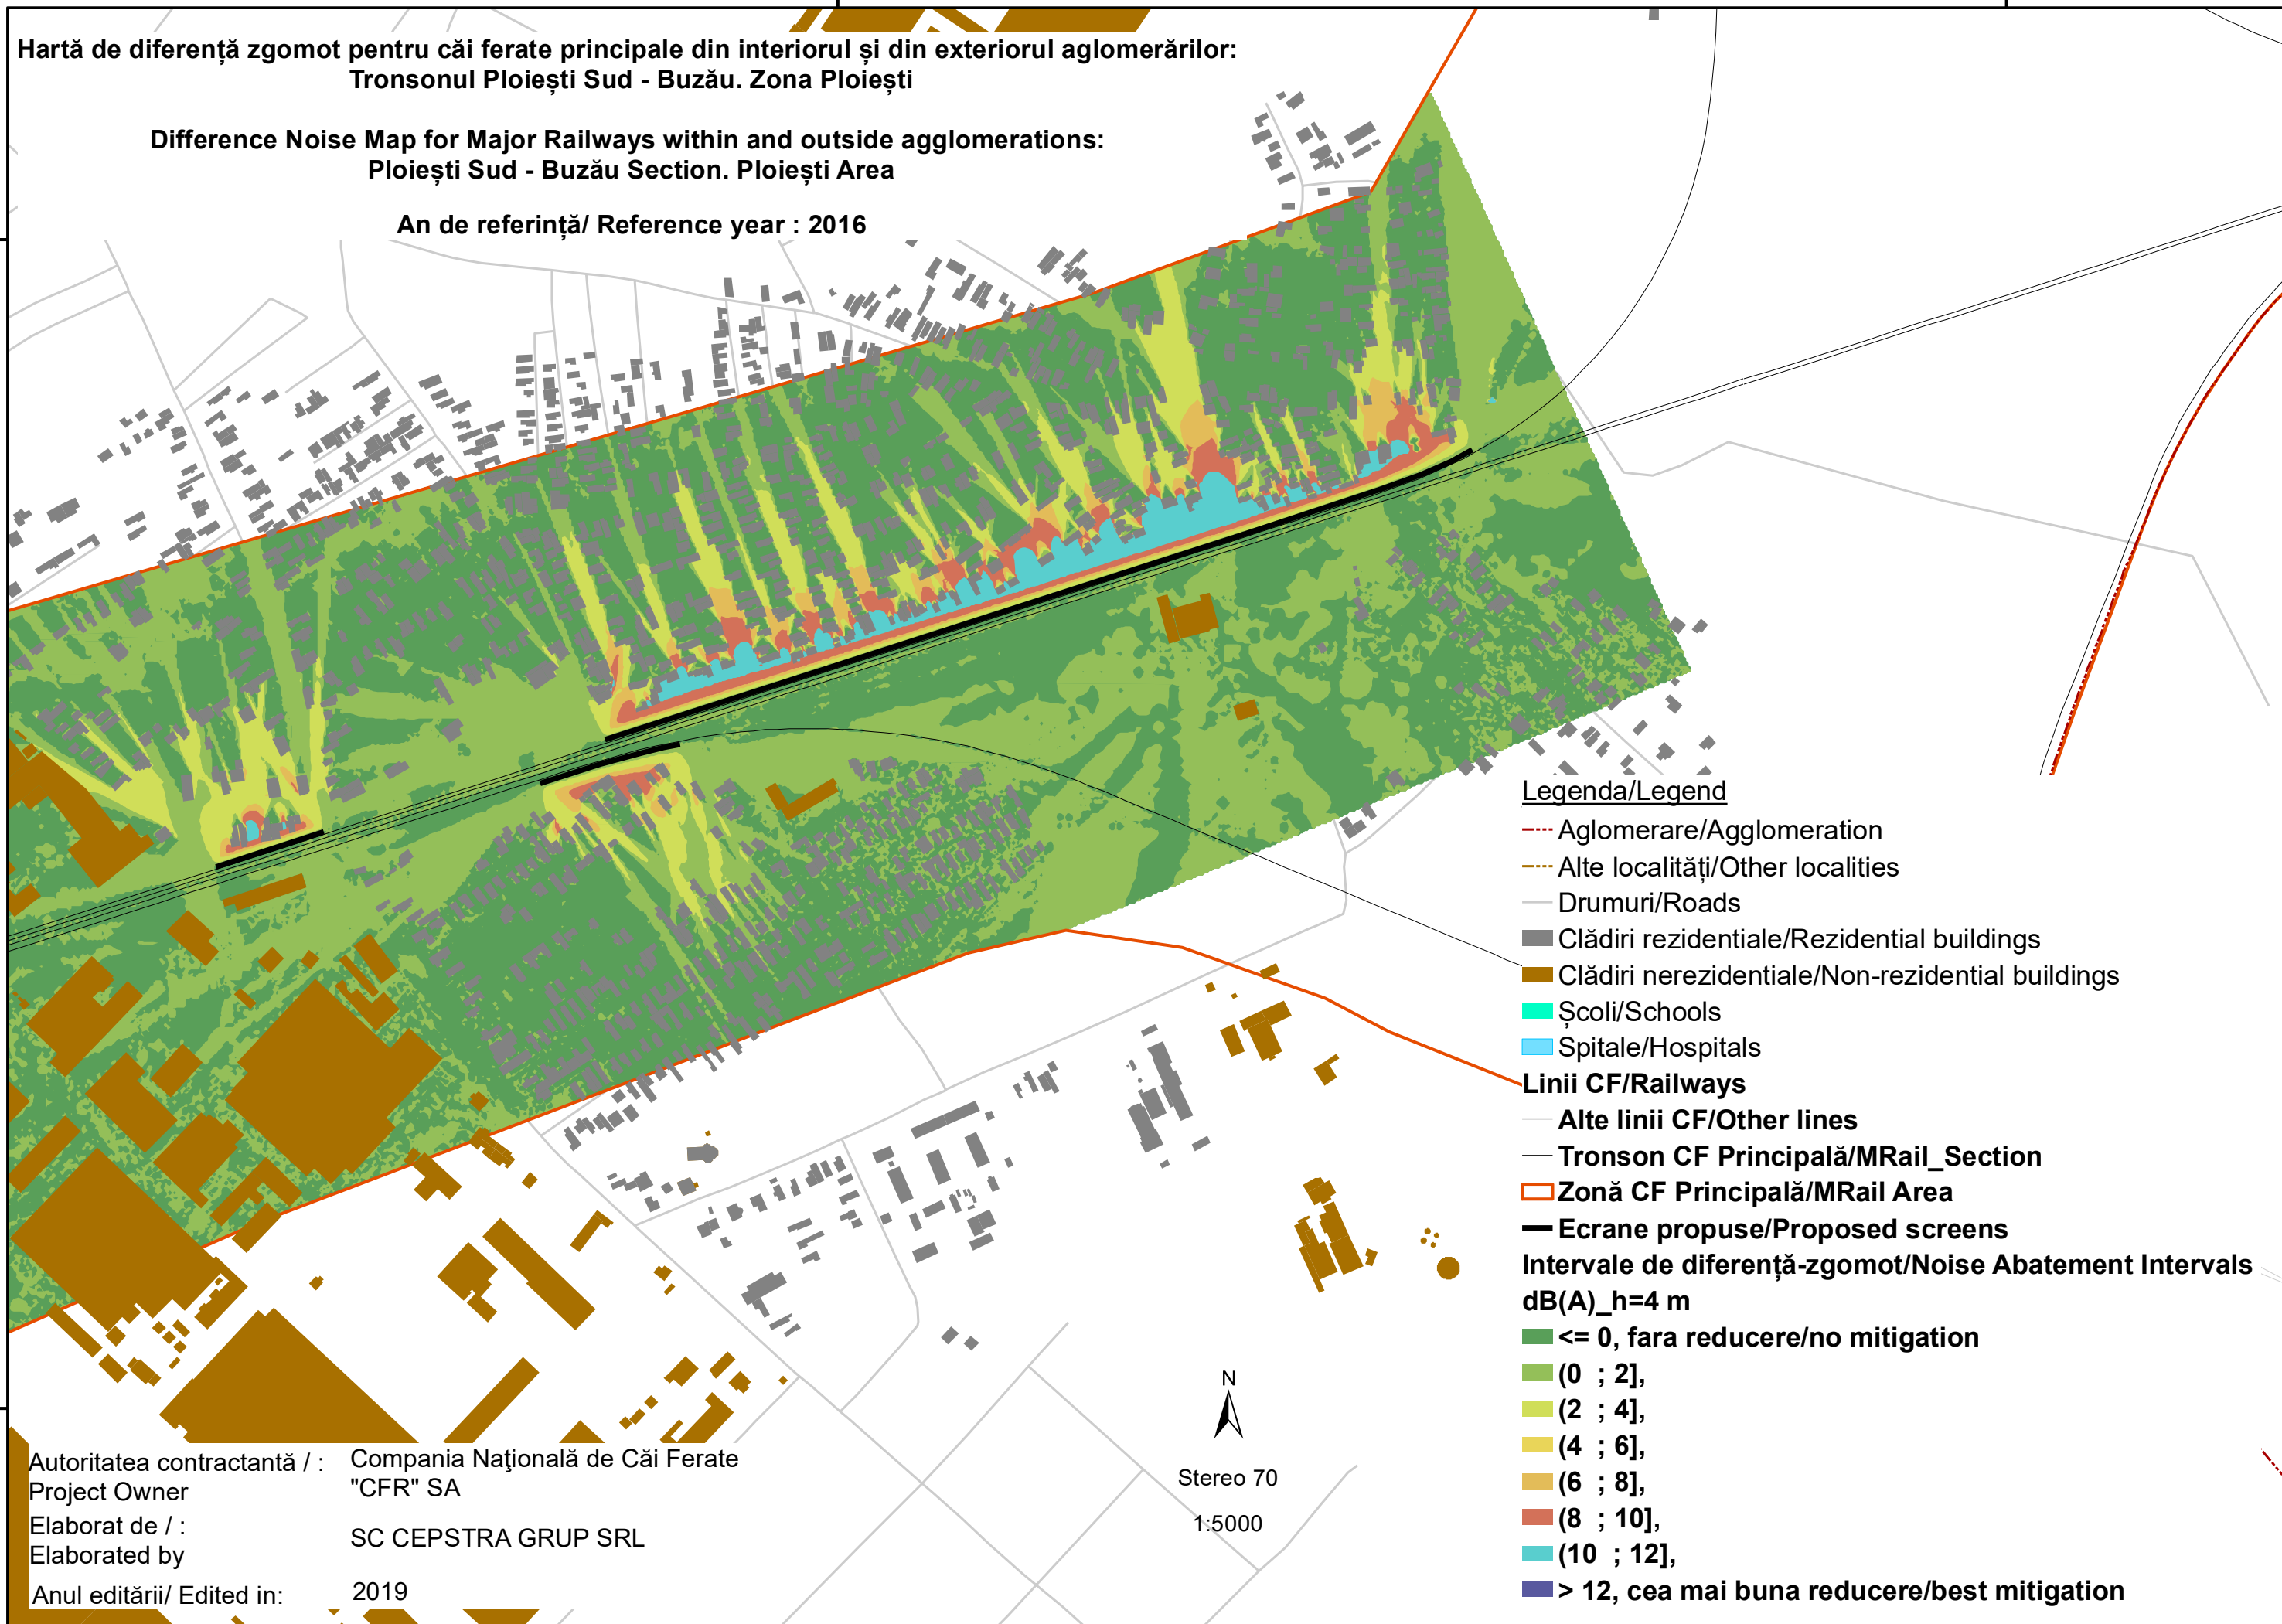 Hartă de diferență zgomot pentru căi ferate principale din interiorul și din exteriorul aglomerărilor:
Tronsonul Ploiești Sud - Buzău. Zona Ploiești
Difference Noise Map for Major Railways within and outside agglomerations:
Ploiești Sud - Buzău Section. Ploiești Area
An de referință/ Reference year : 2016
Legenda/Legend
Aglomerare/Agglomeration
Alte localități/Other localities
Drumuri/Roads
Clădiri rezidentiale/Rezidential buildings
Clădiri nerezidentiale/Non-rezidential buildings
Școli/Schools
Spitale/Hospitals
Linii CF/Railways
Alte linii CF/Other lines
Tronson CF Principală/MRail_Section
Zonă CF Principală/MRail Area
Ecrane propuse/Proposed screens
Intervale de diferență-zgomot/Noise Abatement Intervals
dB(A)_h=4 m
<= 0, fara reducere/no mitigation
(0 ; 2],
(2 ; 4],
(4 ; 6],
(6 ; 8],
(8 ; 10],
(10 ; 12],
> 12, cea mai buna reducere/best mitigation
N
Stereo 70
1:5000
Autoritatea contractantă / : Compania Naţională de Căi Ferate
Project Owner "CFR" SA
Elaborat de / :
Elaborated by SC CEPSTRA GRUP SRL
Anul editării/ Edited in: 2019